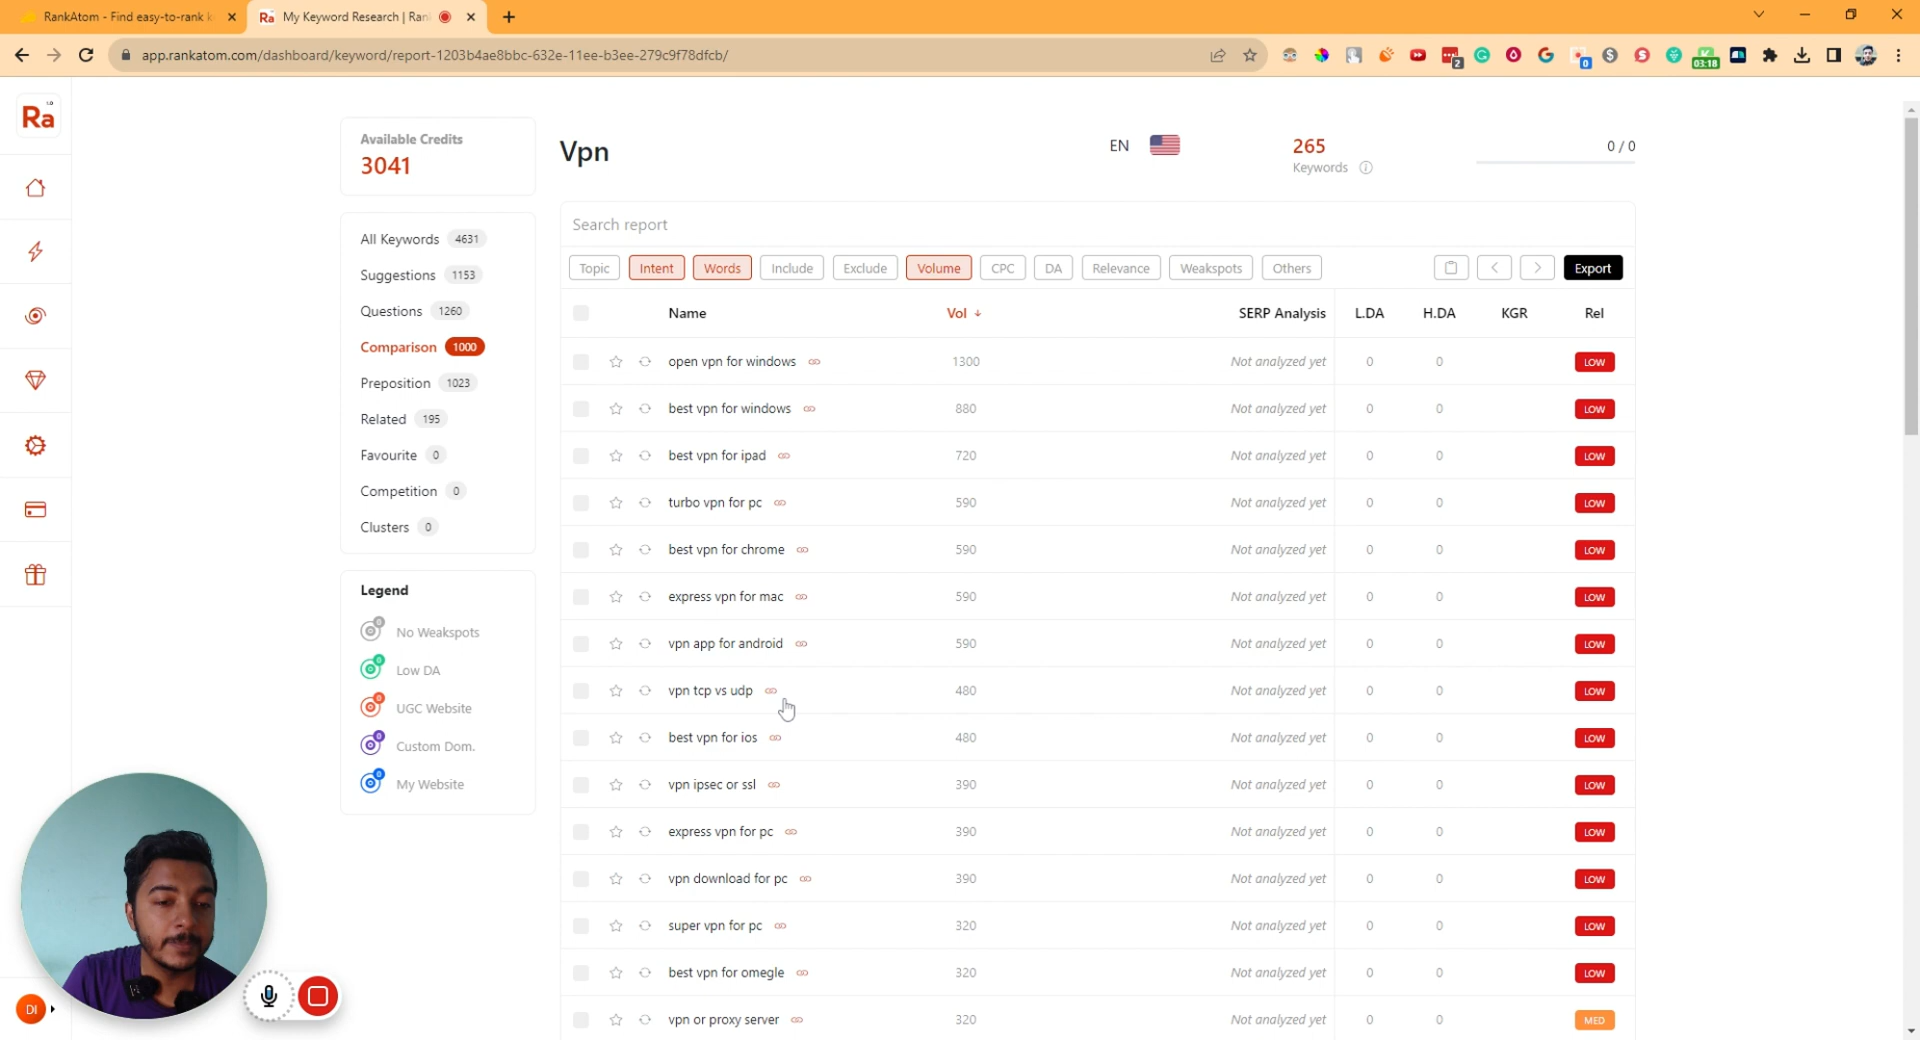 RankAtom - Find easy-to-rank k
Ra My Keyword Research | Ran
app.rankatom.com/dashboard/keyword/report-1203b4ae8bbc-632e-11ee-b3ee-279c9f78dfcb/
2
0
03:18
Ra 1.0
Available Credits
3041
Vpn
EN
265
Keywords
0 / 0
All Keywords 4631
Suggestions 1153
Questions 1260
Comparison 1000
Preposition 1023
Related 195
Favourite 0
Competition 0
Clusters 0
Legend
0 No Weakspots
0 Low DA
0 UGC Website
0 Custom Dom.
0 My Website
Search report
Topic Intent Words Include Exclude Volume CPC DA Relevance Weakspots Others Export
Name Vol SERP Analysis L.DA H.DA KGR Rel
open vpn for windows 1300 Not analyzed yet 0 0 LOW
best vpn for windows 880 Not analyzed yet 0 0 LOW
best vpn for ipad 720 Not analyzed yet 0 0 LOW
turbo vpn for pc 590 Not analyzed yet 0 0 LOW
best vpn for chrome 590 Not analyzed yet 0 0 LOW
express vpn for mac 590 Not analyzed yet 0 0 LOW
vpn app for android 590 Not analyzed yet 0 0 LOW
vpn tcp vs udp 480 Not analyzed yet 0 0 LOW
best vpn for ios 480 Not analyzed yet 0 0 LOW
vpn ipsec or ssl 390 Not analyzed yet 0 0 LOW
express vpn for pc 390 Not analyzed yet 0 0 LOW
vpn download for pc 390 Not analyzed yet 0 0 LOW
super vpn for pc 320 Not analyzed yet 0 0 LOW
best vpn for omegle 320 Not analyzed yet 0 0 LOW
vpn or proxy server 320 Not analyzed yet 0 0 MED
DI